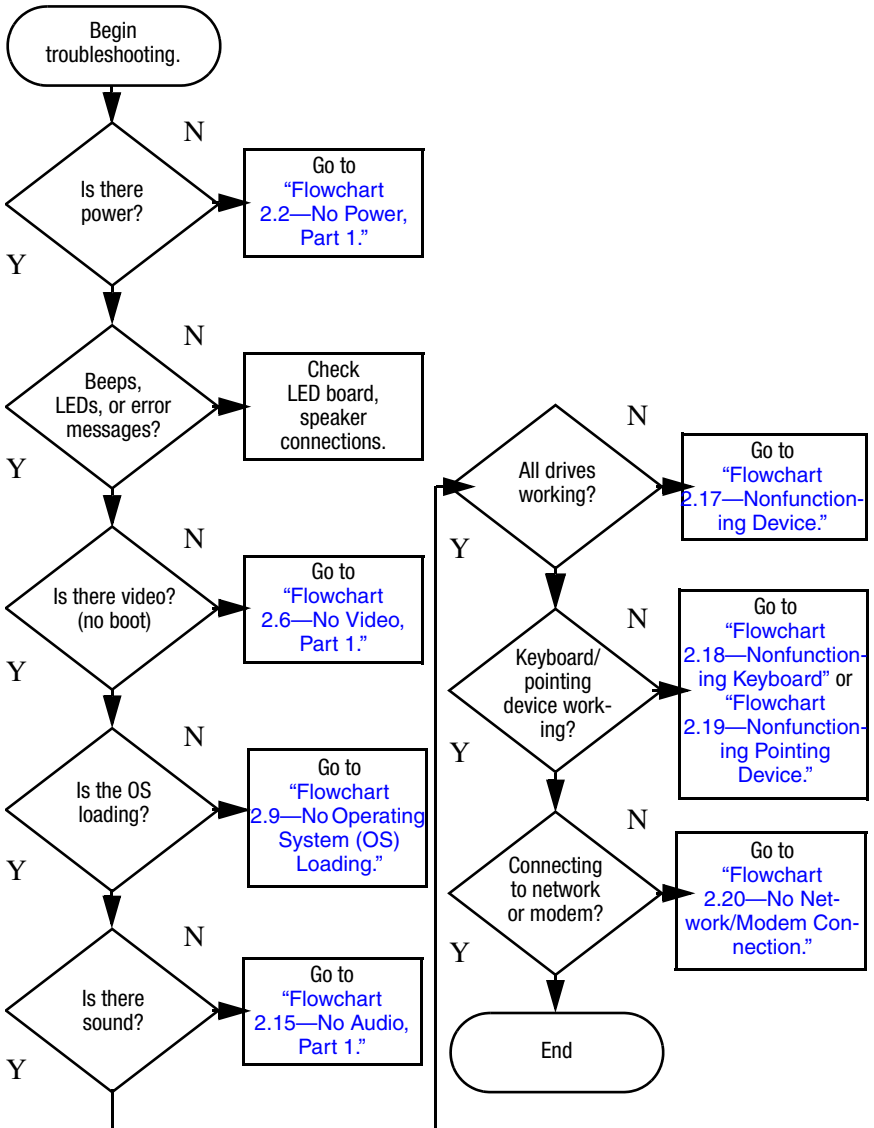 Begin
troubleshooting.
N
Is there
power?
Go to
“Flowchart
2.2—No Power,
Part 1.”
Y
N
Beeps,
LEDs, or error
messages?
Check
LED board,
speaker
connections.
Y
N
Is there video?
(no boot)
Go to
“Flowchart
2.6—No Video,
Part 1.”
Y
N
Is the OS
loading?
Go to
“Flowchart
2.9—No Operating
System (OS)
Loading.”
Y
N
Is there
sound?
Go to
“Flowchart
2.15—No Audio,
Part 1.”
Y
N
All drives
working?
Go to
“Flowchart
2.17—Nonfunction-
ing Device.”
Y
N
Keyboard/
pointing
device work-
ing?
Go to
“Flowchart
2.18—Nonfunction-
ing Keyboard” or
“Flowchart
2.19—Nonfunction-
ing Pointing
Device.”
Y
N
Connecting
to network
or modem?
Go to
“Flowchart
2.20—No Net-
work/Modem Con-
nection.”
Y
End